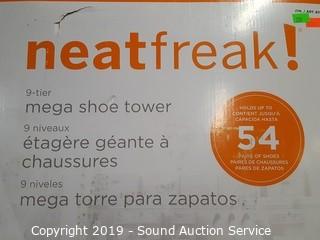 neatfreak!
9-tier
mega shoe tower
9 niveaux
étagère géante à
chaussures
9 niveles
mega torre para zapatos
HOLDS UP TO
CONTIENT JUSQU'À
CAPACIDA HASTA
54
PAIRS OF SHOES
PAIRES DE CHAUSSURES
PARES DE ZAPATOS
Copyright 2019 - Sound Auction Service